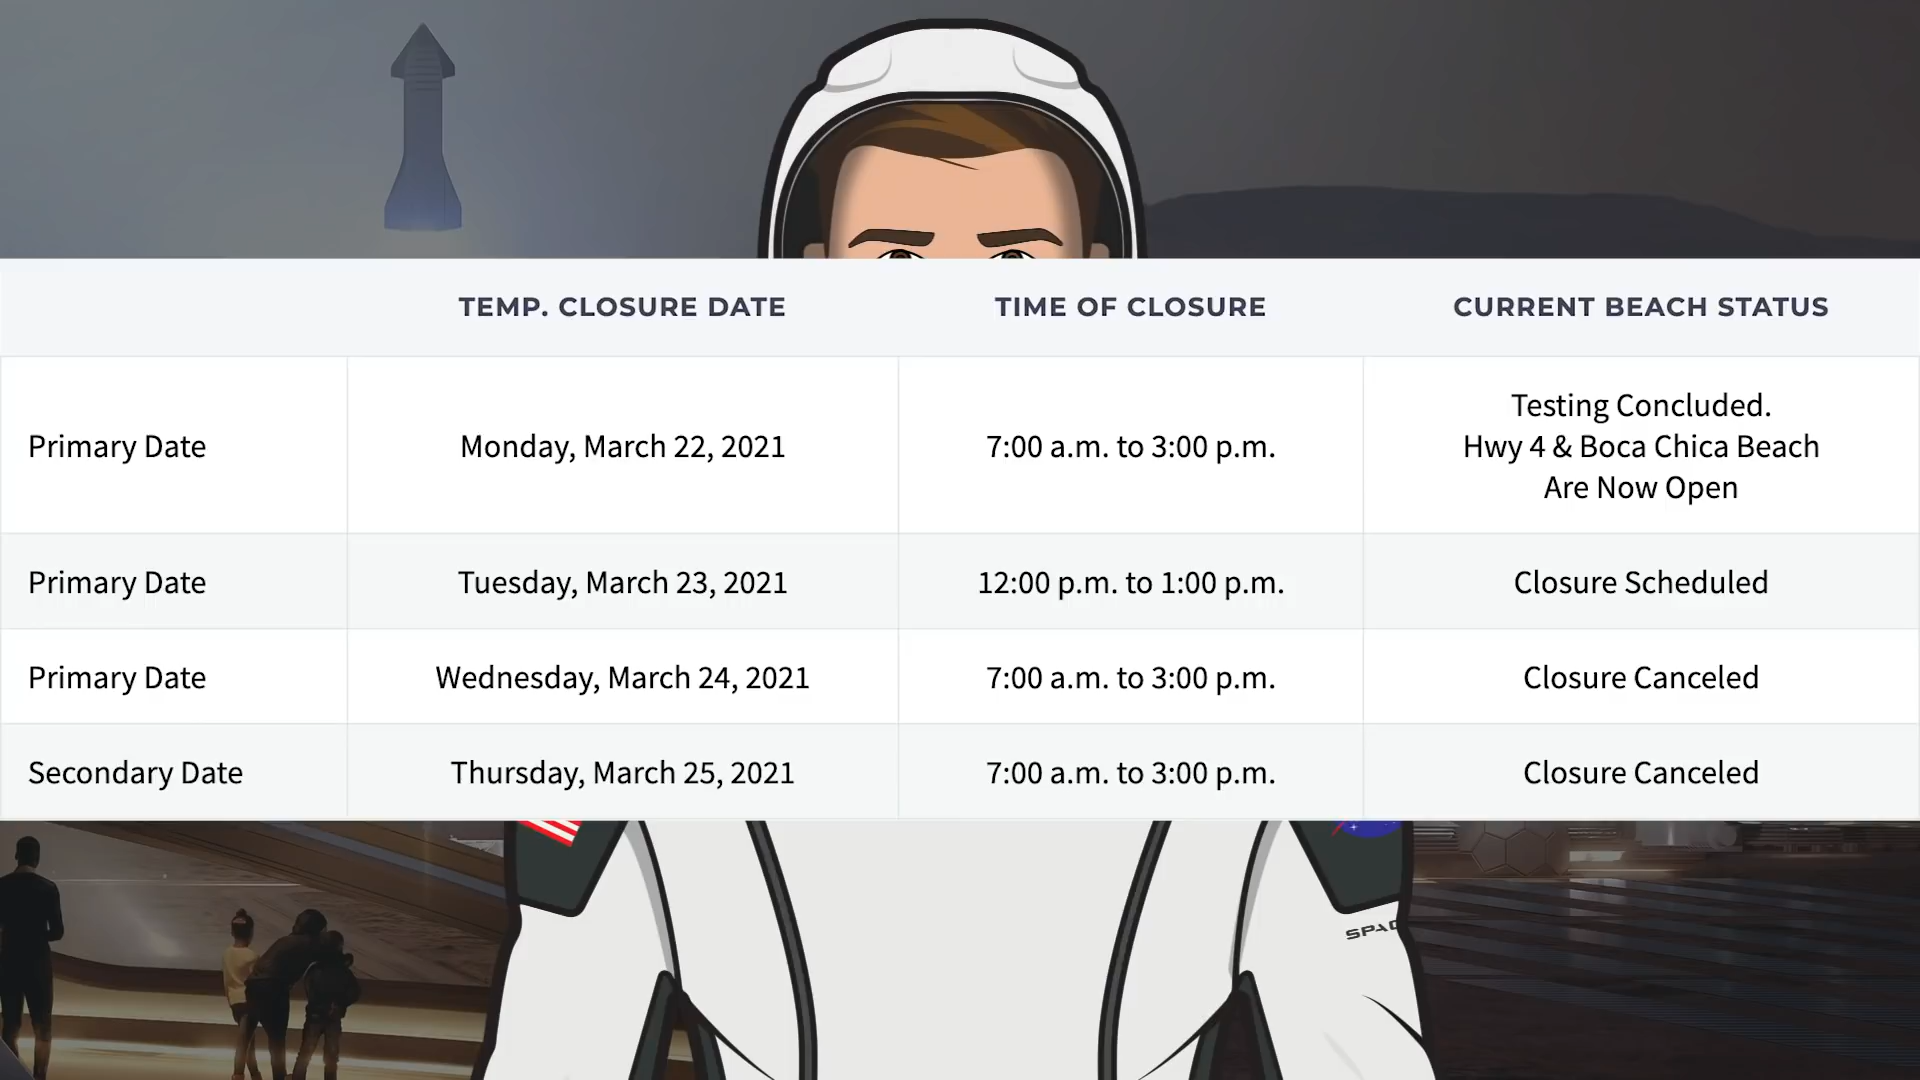 TEMP. CLOSURE DATE TIME OF CLOSURE CURRENT BEACH STATUS
Primary Date Monday, March 22, 2021 7:00 a.m. to 3:00 p.m. Testing Concluded.
Hwy 4 & Boca Chica Beach
Are Now Open
Primary Date Tuesday, March 23, 2021 12:00 p.m. to 1:00 p.m. Closure Scheduled
Primary Date Wednesday, March 24, 2021 7:00 a.m. to 3:00 p.m. Closure Canceled
Secondary Date Thursday, March 25, 2021 7:00 a.m. to 3:00 p.m. Closure Canceled